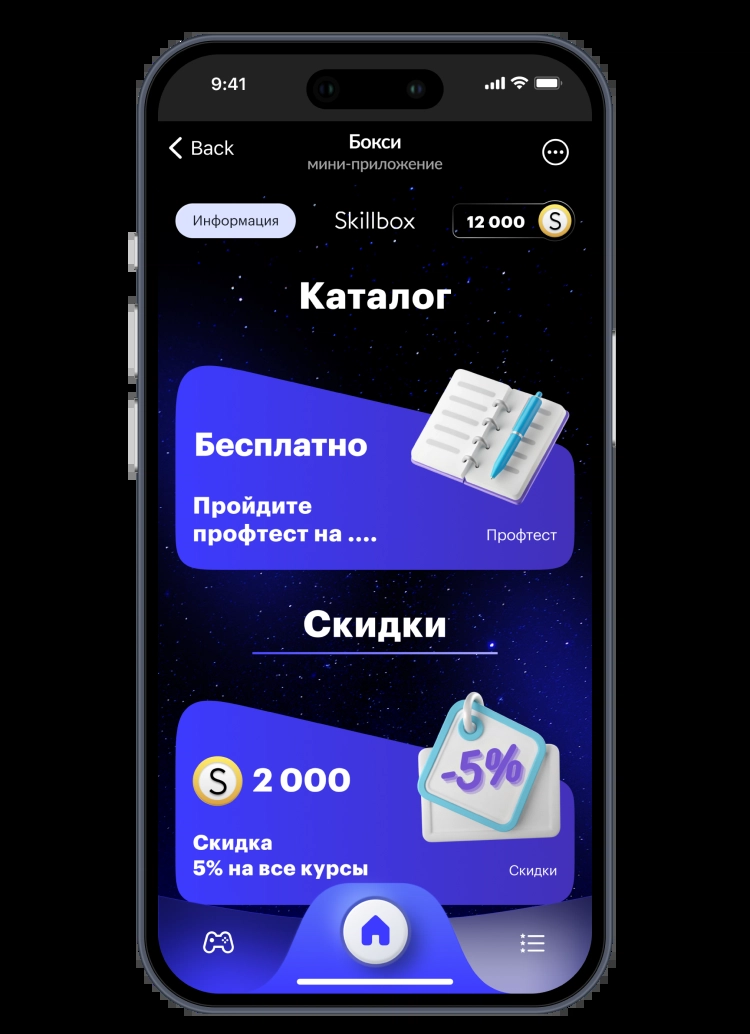 9:41
Back
Бокси
мини-приложение
Информация
Skillbox
12 000 S
Каталог
Бесплатно
Пройдите
профтест на ....
Профтест
Скидки
-5%
S 2 000
Скидка
5% на все курсы
Скидки